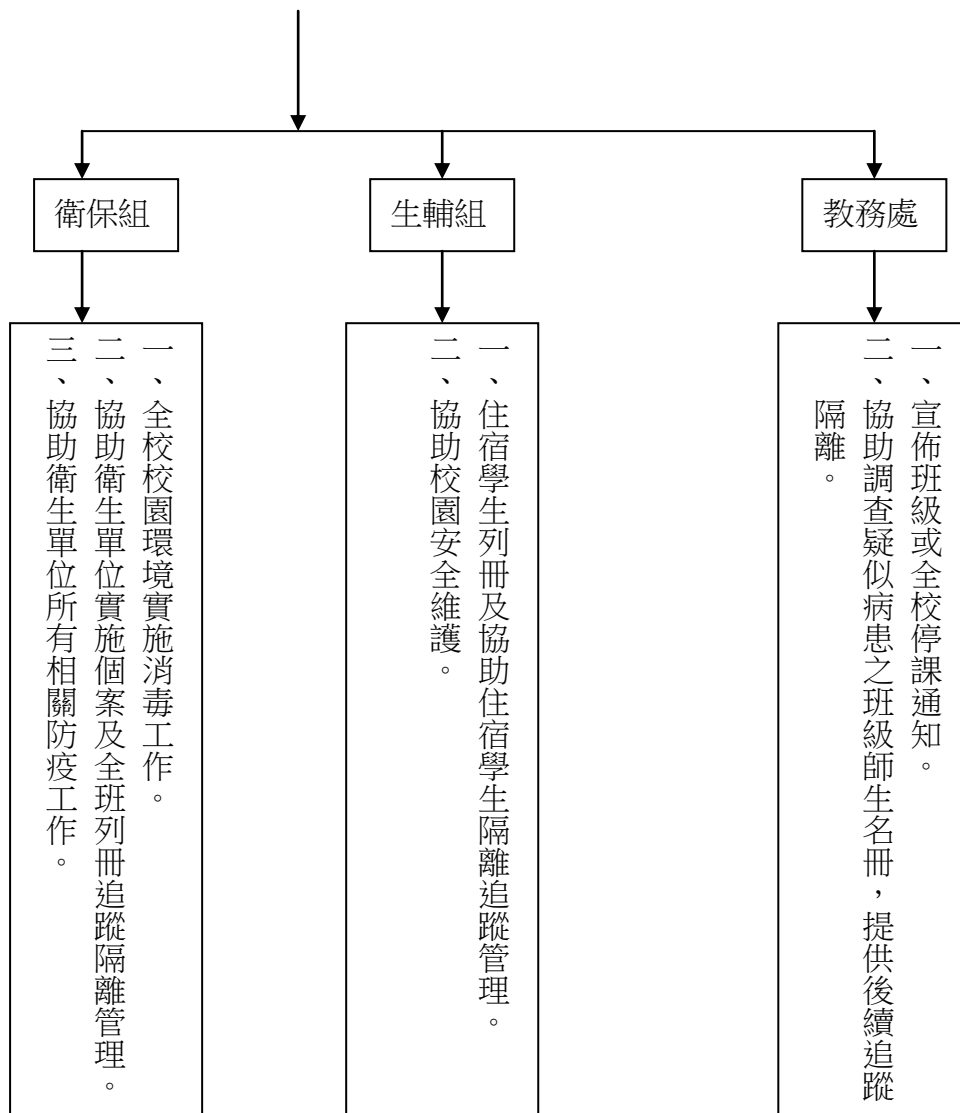 衛保組
生輔組
教務處
一、全校校園環境實施消毒工作。
二、協助衛生單位實施個案及全班列冊追蹤隔離管理。
三、協助衛生單位所有相關防疫工作。
一、住宿學生列冊及協助住宿學生隔離追蹤管理。
二、協助校園安全維護。
一、宣佈班級或全校停課通知。
二、協助調查疑似病患之班級師生名冊，提供後續追蹤
隔離。